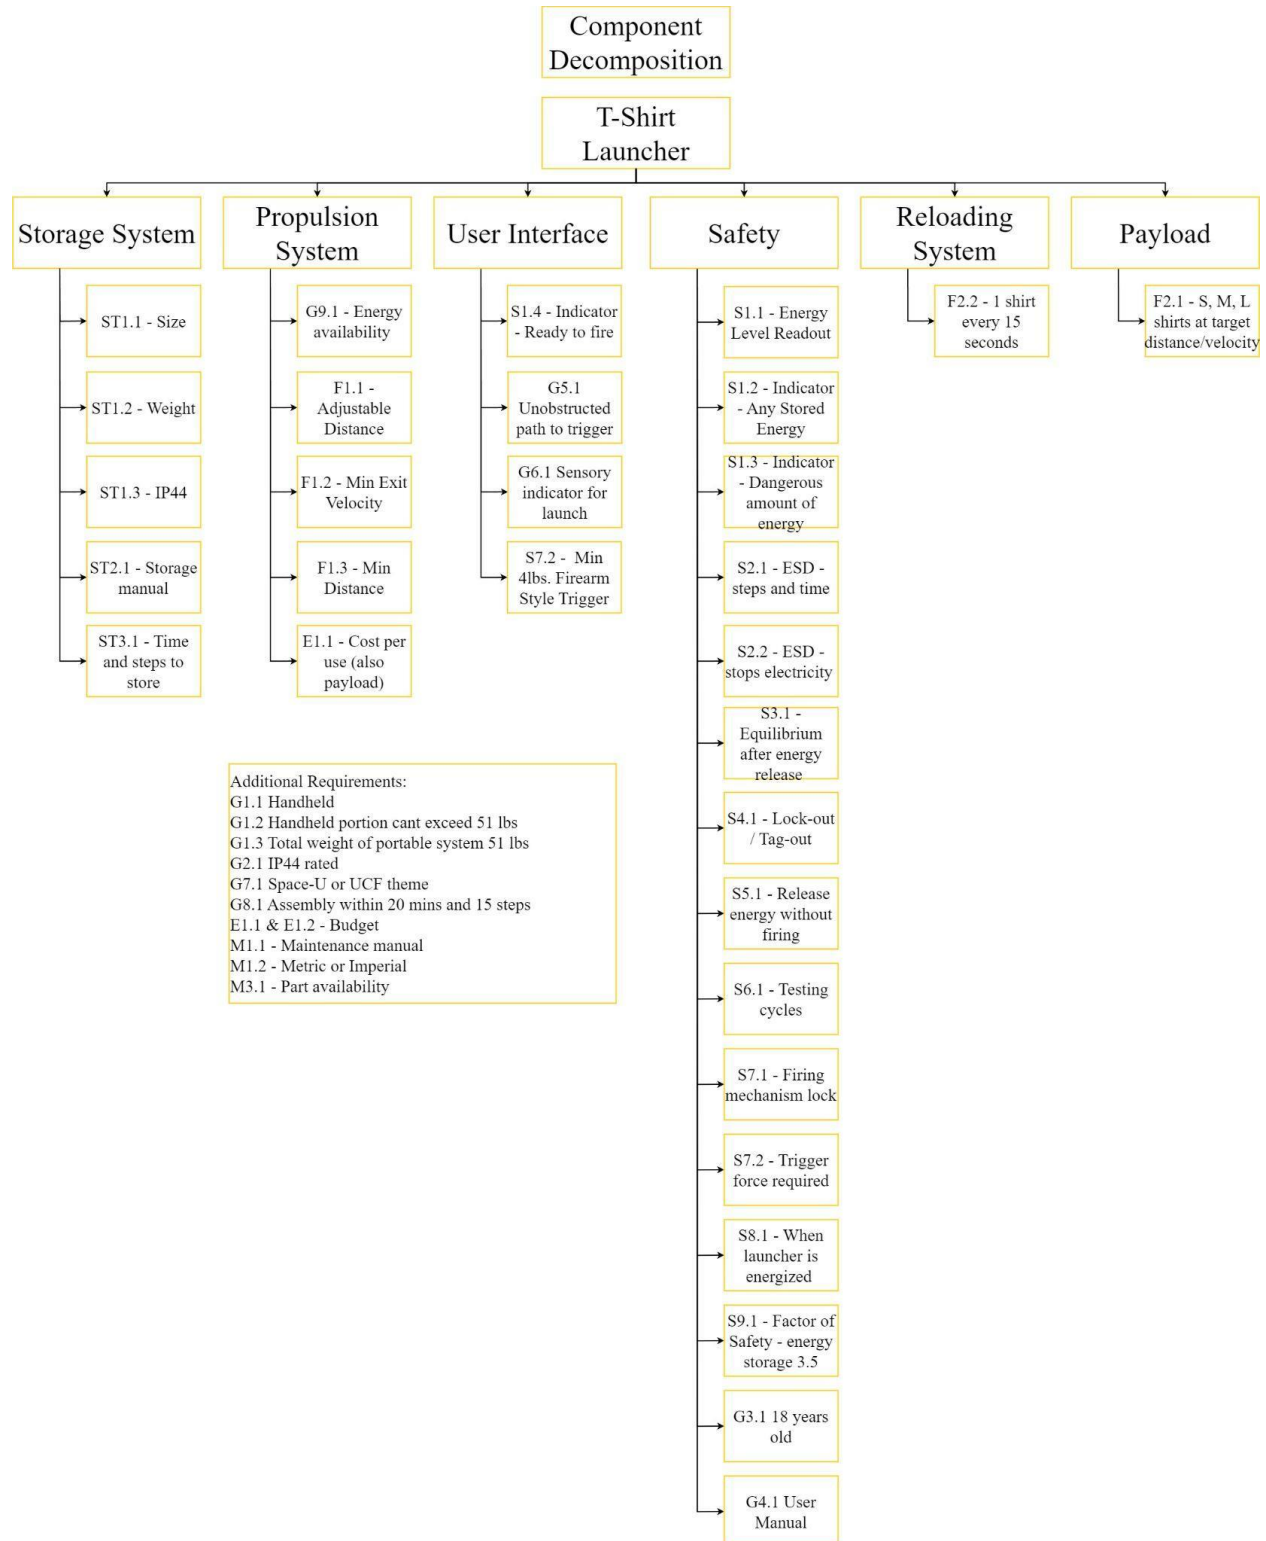 Component
Decomposition
T-Shirt
Launcher
Storage System
Propulsion
System
User Interface
Safety
Reloading
System
Payload
ST1.1 - Size
ST1.2 - Weight
ST1.3 - IP44
ST2.1 - Storage
manual
ST3.1 - Time
and steps to
store
G9.1 - Energy
availability
F1.1 -
Adjustable
Distance
F1.2 - Min Exit
Velocity
F1.3 - Min
Distance
E1.1 - Cost per
use (also
payload)
S1.4 - Indicator
- Ready to fire
G5.1
Unobstructed
path to trigger
G6.1 Sensory
indicator for
launch
S7.2 - Min
4lbs. Firearm
Style Trigger
S1.1 - Energy
Level Readout
S1.2 - Indicator
- Any Stored
Energy
S1.3 - Indicator
- Dangerous
amount of
energy
S2.1 - ESD -
steps and time
S2.2 - ESD -
stops electricity
S3.1 -
Equilibrium
after energy
release
S4.1 - Lock-out
/ Tag-out
S5.1 - Release
energy without
firing
S6.1 - Testing
cycles
S7.1 - Firing
mechanism lock
S7.2 - Trigger
force required
S8.1 - When
launcher is
energized
S9.1 - Factor of
Safety - energy
storage 3.5
G3.1 18 years
old
G4.1 User
Manual
F2.2 - 1 shirt
every 15
seconds
F2.1 - S, M, L
shirts at target
distance/velocity
Additional Requirements:
G1.1 Handheld
G1.2 Handheld portion cant exceed 51 lbs
G1.3 Total weight of portable system 51 lbs
G2.1 IP44 rated
G7.1 Space-U or UCF theme
G8.1 Assembly within 20 mins and 15 steps
E1.1 & E1.2 - Budget
M1.1 - Maintenance manual
M1.2 - Metric or Imperial
M3.1 - Part availability